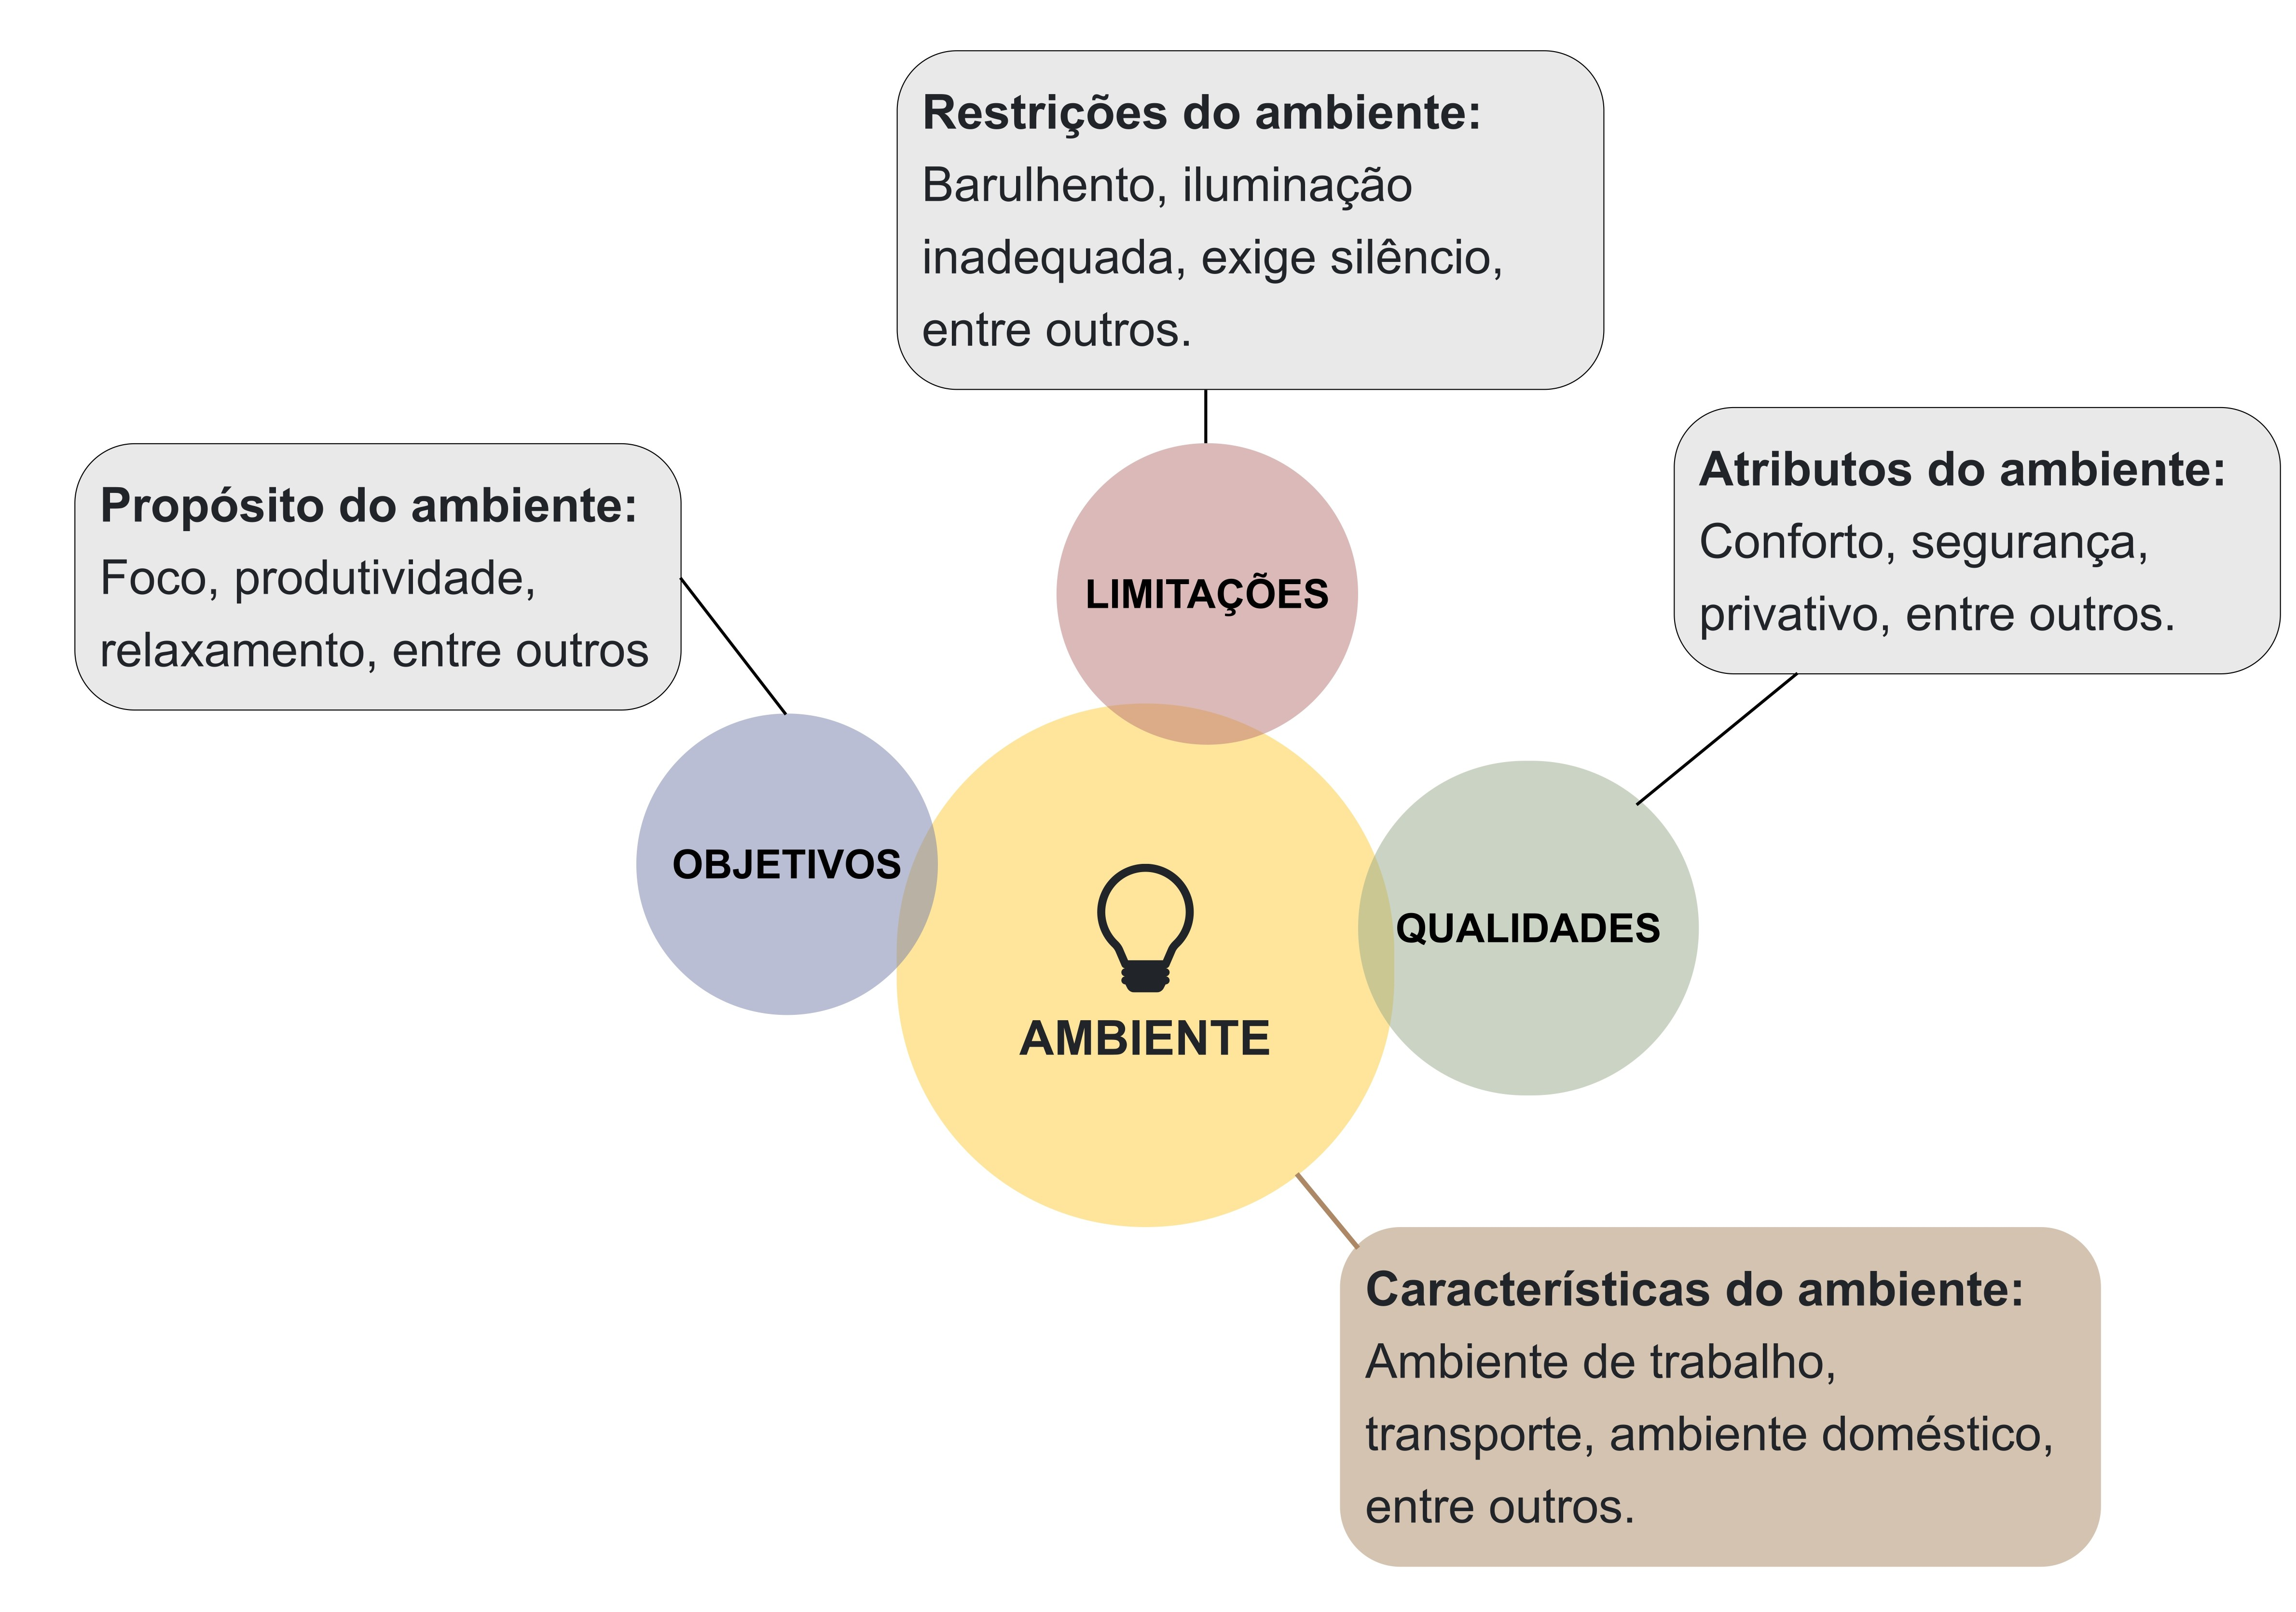 Restrições do ambiente:
Barulhento, iluminação
inadequada, exige silêncio,
entre outros.
Propósito do ambiente:
Foco, produtividade,
relaxamento, entre outros
Atributos do ambiente:
Conforto, segurança,
privativo, entre outros.
LIMITAÇÕES
OBJETIVOS
QUALIDADES
AMBIENTE
Características do ambiente:
Ambiente de trabalho,
transporte, ambiente doméstico,
entre outros.